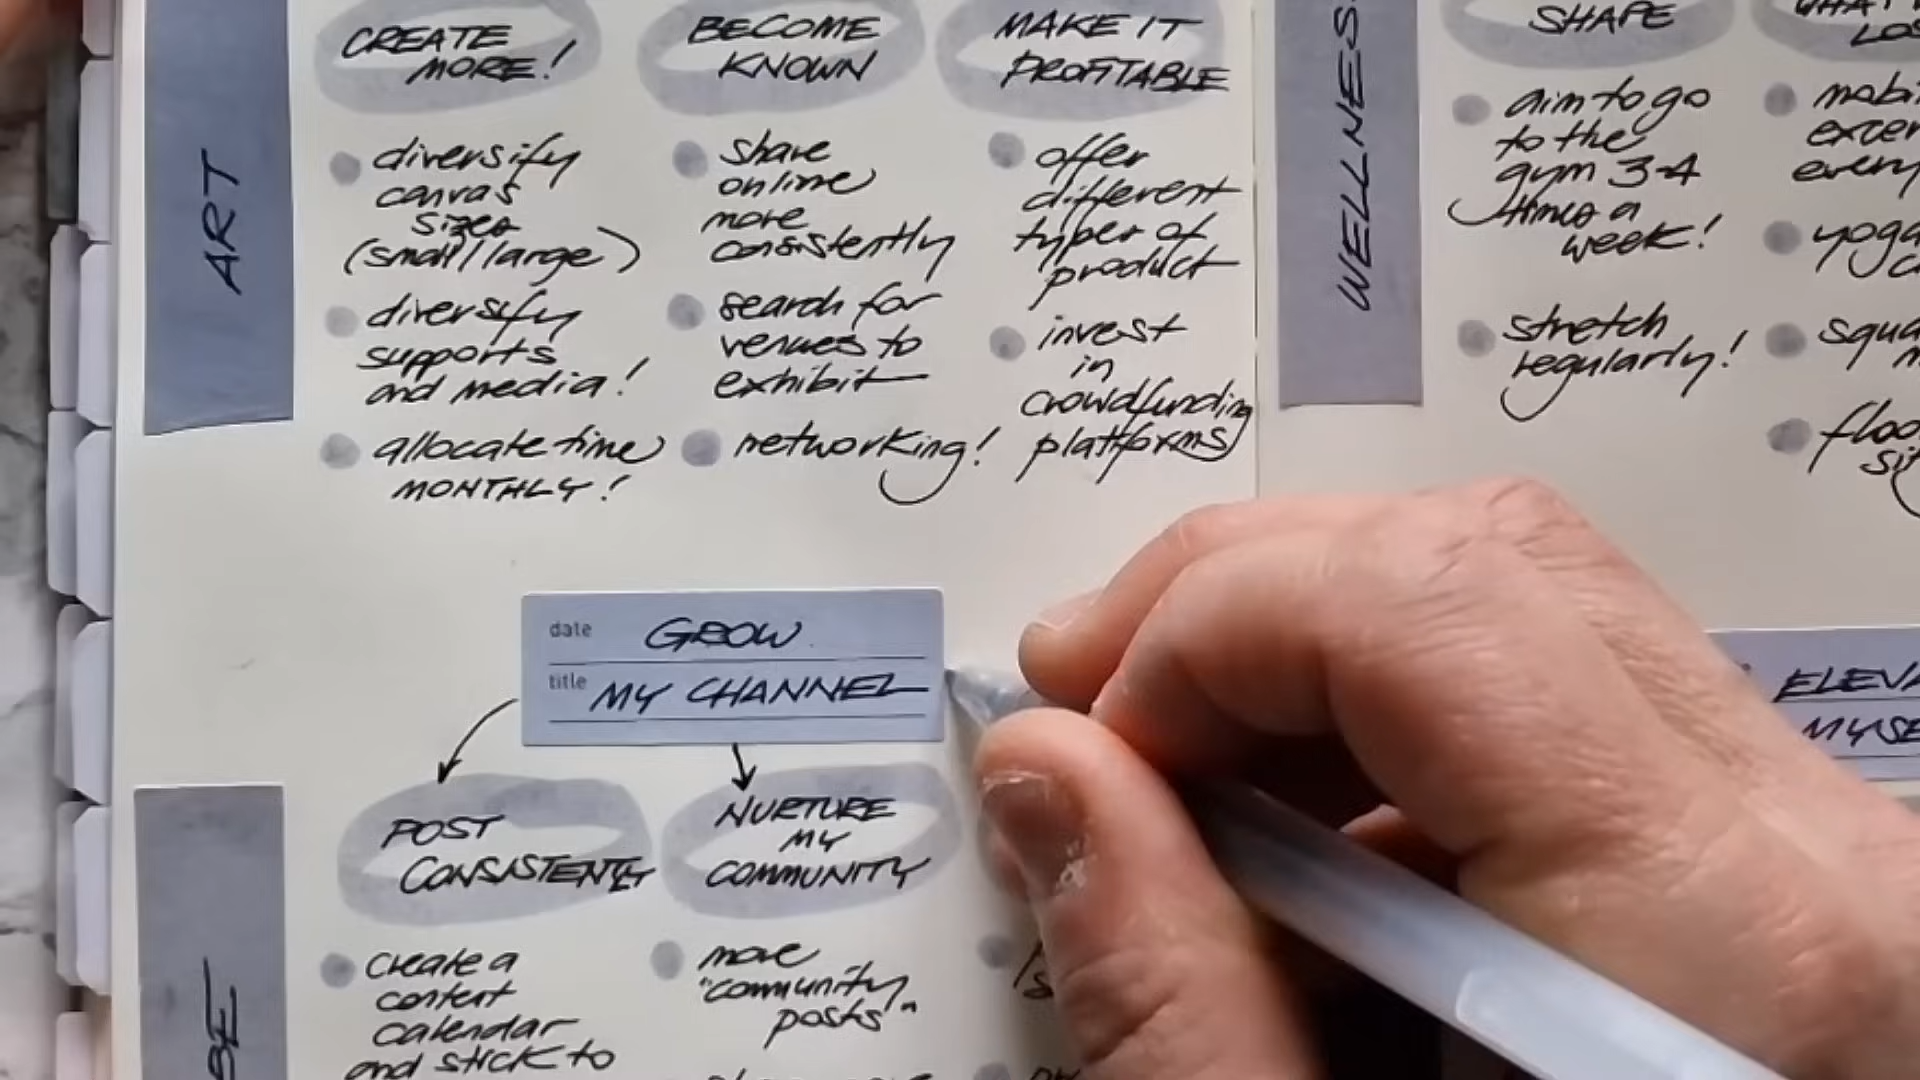 ART
CREATE
MORE!
diversify
canvas
sizes
(small/large)
diversify
supports
and media!
allocate time
MONTHLY!
BECOME
KNOWN
share
online
more
consistently
search for
venues to
exhibit
networking!
MAKE IT
PROFITABLE
offer
different
types of
product
invest
in
crowdfunding
platforms
WELLNESS
SHAPE
aim to go
to the
gym 3-4
times a
week!
stretch
regularly!
yoga
date GROW
title MY CHANNEL
POST
CONSISTENTLY
create a
content
calendar
and stick to
NURTURE
MY
COMMUNITY
more
"community
posts"